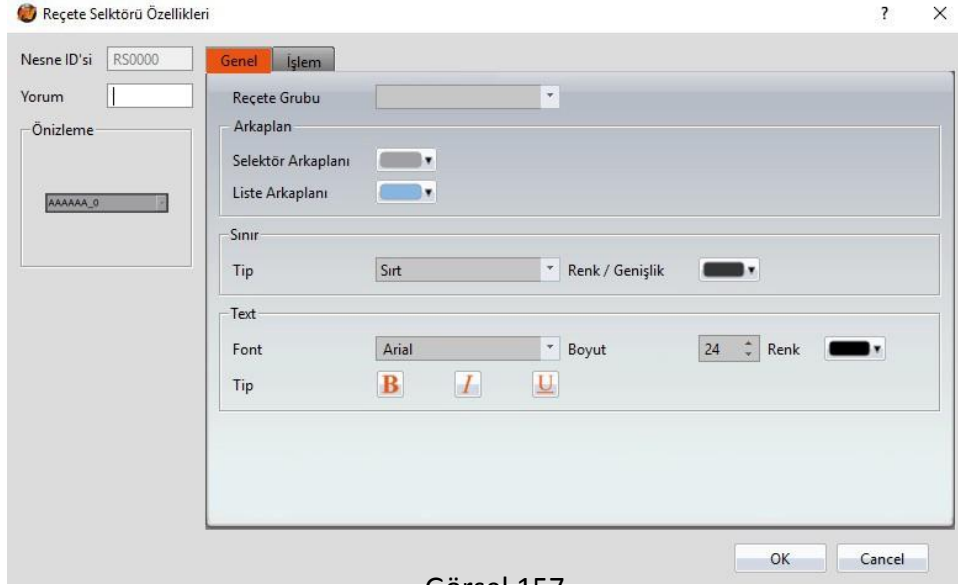 Reçete Selktörü Özellikleri ?
Nesne ID'si RS0000
Yorum
Önizleme
AAAAAA_0
Genel İşlem
Reçete Grubu
Arkaplan
Selektör Arkaplanı
Liste Arkaplanı
Sınır
Tip Sırt Renk / Genişlik
Text
Font Arial Boyut 24 Renk
Tip B I U
OK Cancel
Görsel 157